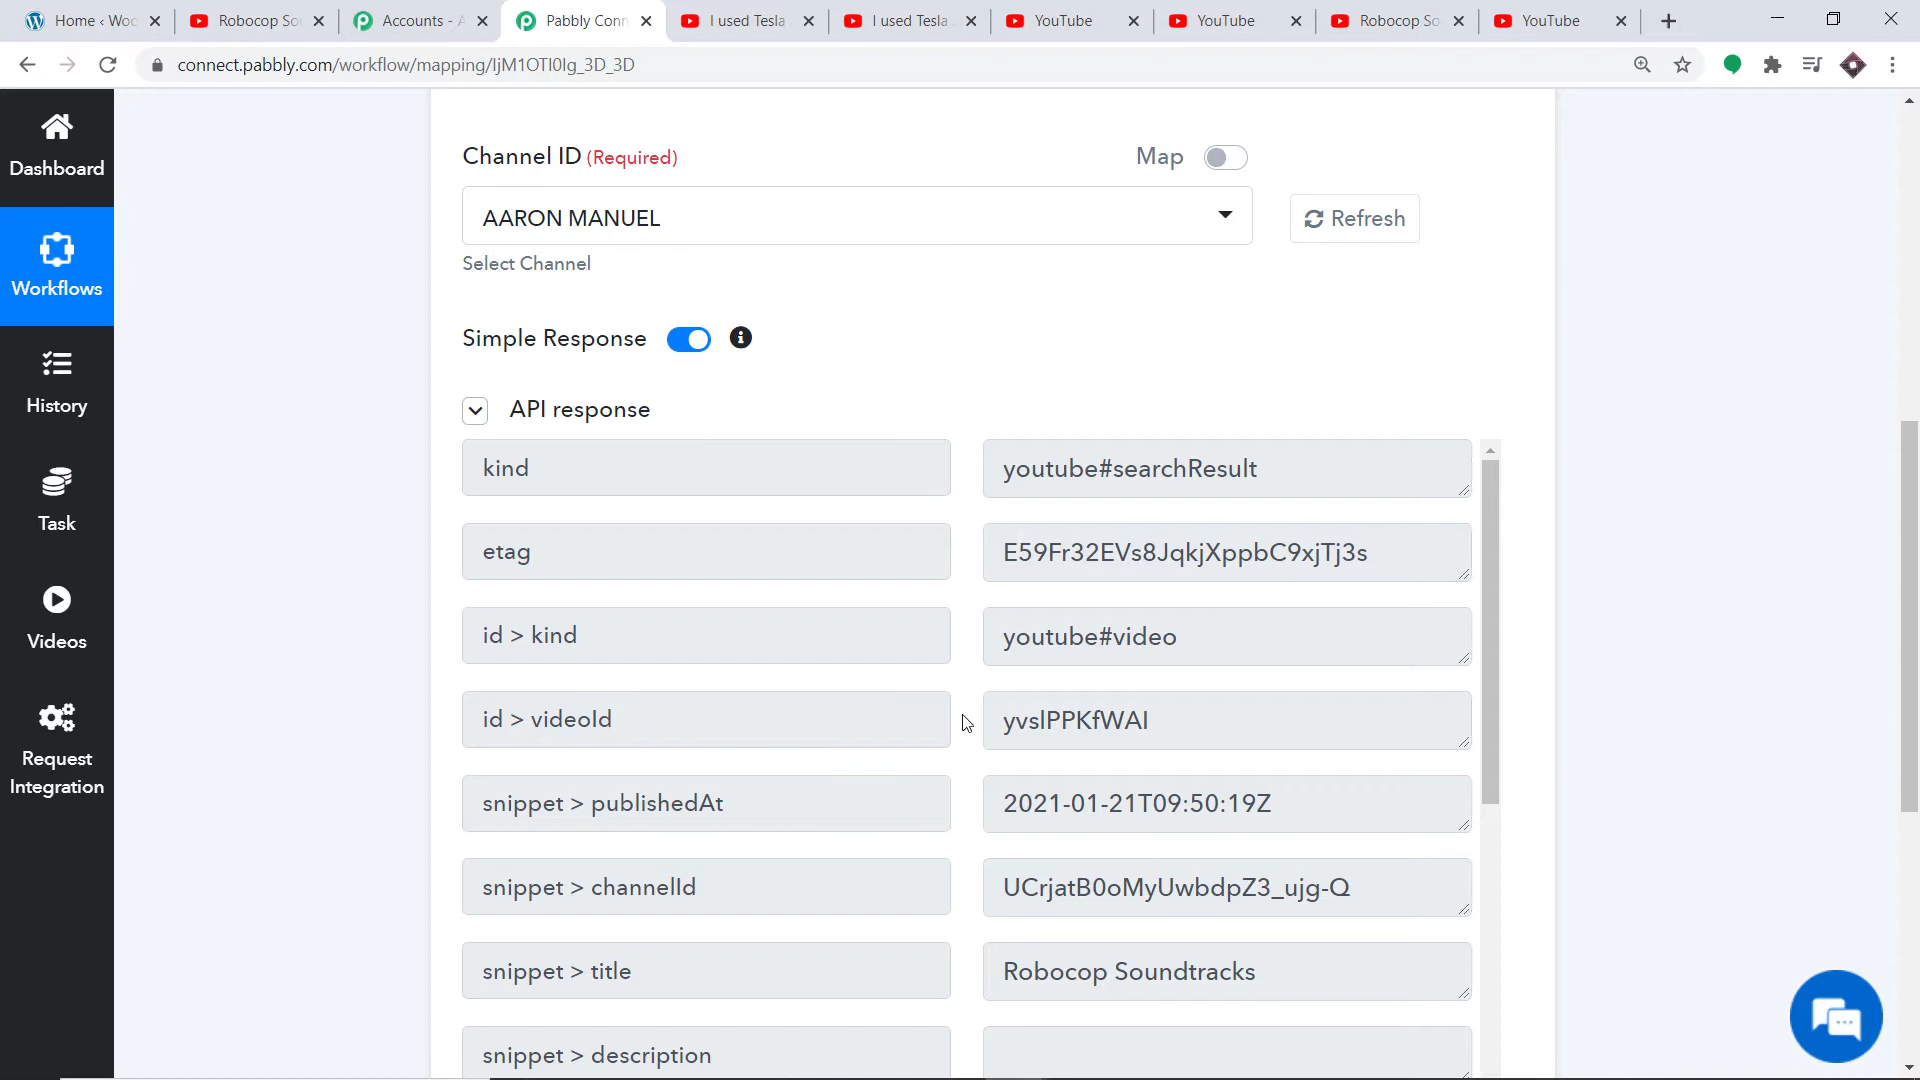 Home ‹ Woo
Robocop So
Accounts - A
Pabbly Conn
I used Tesla
I used Tesla
YouTube
YouTube
Robocop So
YouTube
connect.pabbly.com/workflow/mapping/IjM1OTI0Ig_3D_3D
Dashboard
Workflows
History
Task
Videos
Request
Integration
Channel ID (Required)
Map
AARON MANUEL
Refresh
Select Channel
Simple Response
API response
kind
youtube#searchResult
etag
E59Fr32EVs8JqkjXppbC9xjTj3s
id > kind
youtube#video
id > videoId
yvslPPKfWAI
snippet > publishedAt
2021-01-21T09:50:19Z
snippet > channelId
UCrjatB0oMyUwbdpZ3_ujg-Q
snippet > title
Robocop Soundtracks
snippet > description